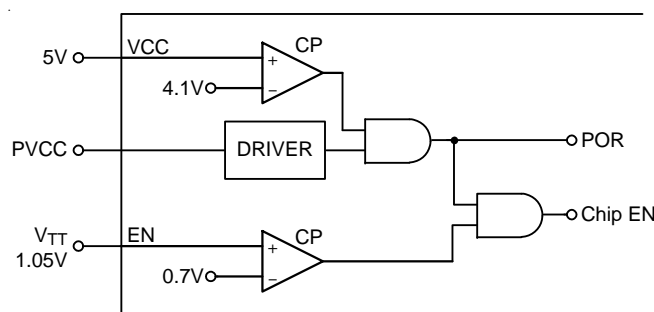 5V
VCC
CP
+
4.1V
−
PVCC
DRIVER
POR
Chip EN
VTT
1.05V
EN
CP
+
0.7V
−